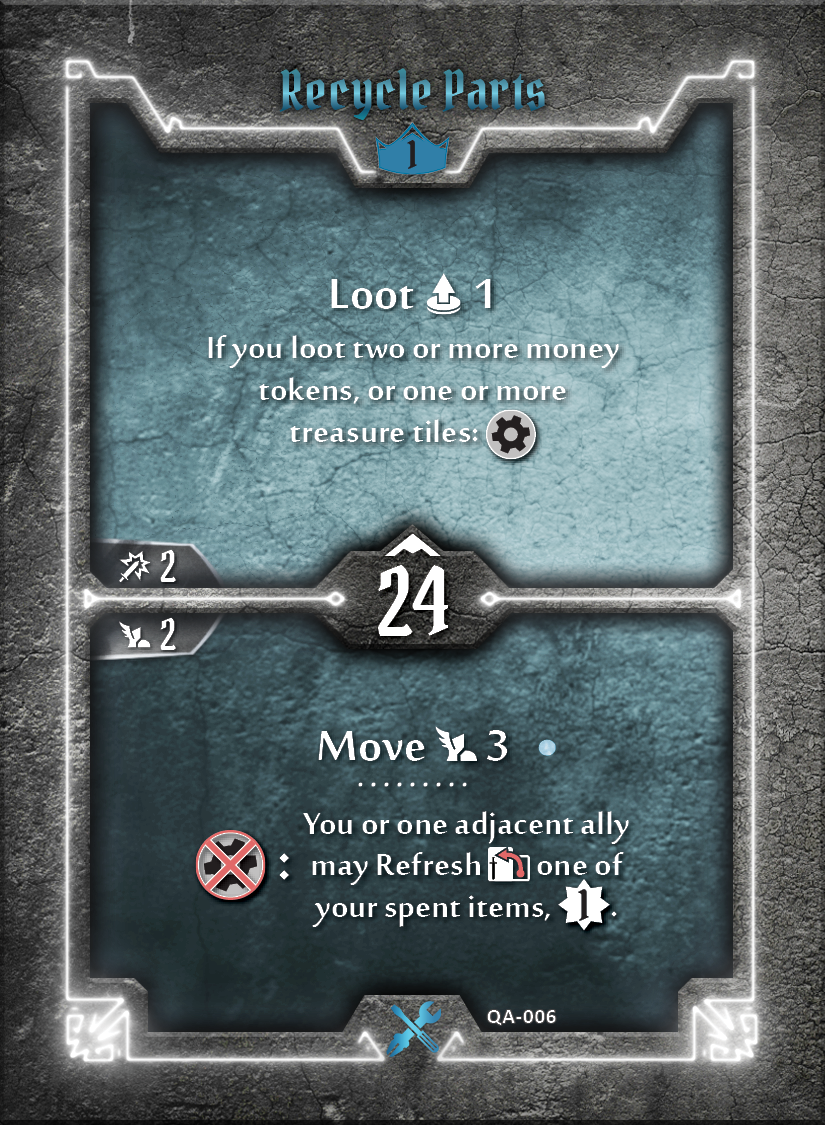 Recycle Parts
1
Loot 1
If you loot two or more money
tokens, or one or more
treasure tiles:
2
24
2
Move 3
You or one adjacent ally
: may Refresh one of
your spent items, 1.
QA-006